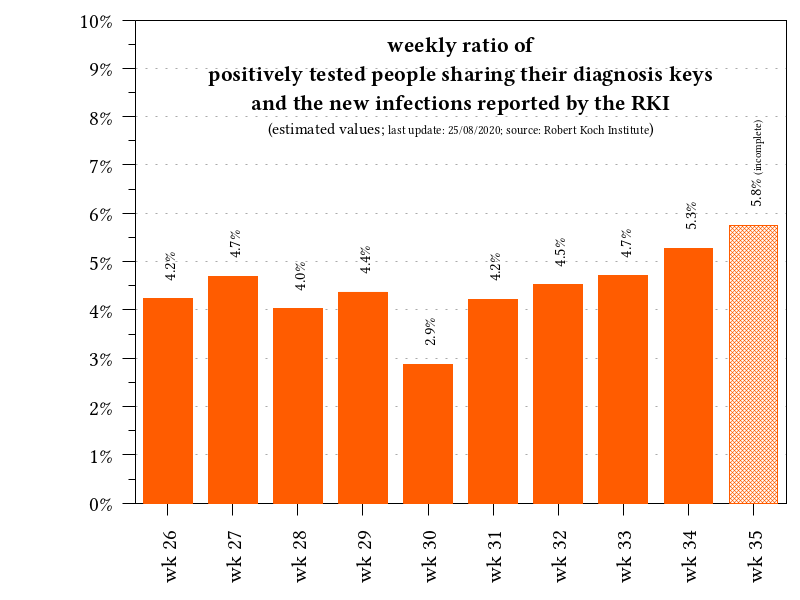 weekly ratio of
positively tested people sharing their diagnosis keys
and the new infections reported by the RKI
(estimated values; last update: 25/08/2020; source: Robert Koch Institute)
10%
9%
8%
7%
6%
5%
4%
3%
2%
1%
0%
4.2%
4.7%
4.0%
4.4%
2.9%
4.2%
4.5%
4.7%
5.3%
5.8% (incomplete)
wk 26
wk 27
wk 28
wk 29
wk 30
wk 31
wk 32
wk 33
wk 34
wk 35